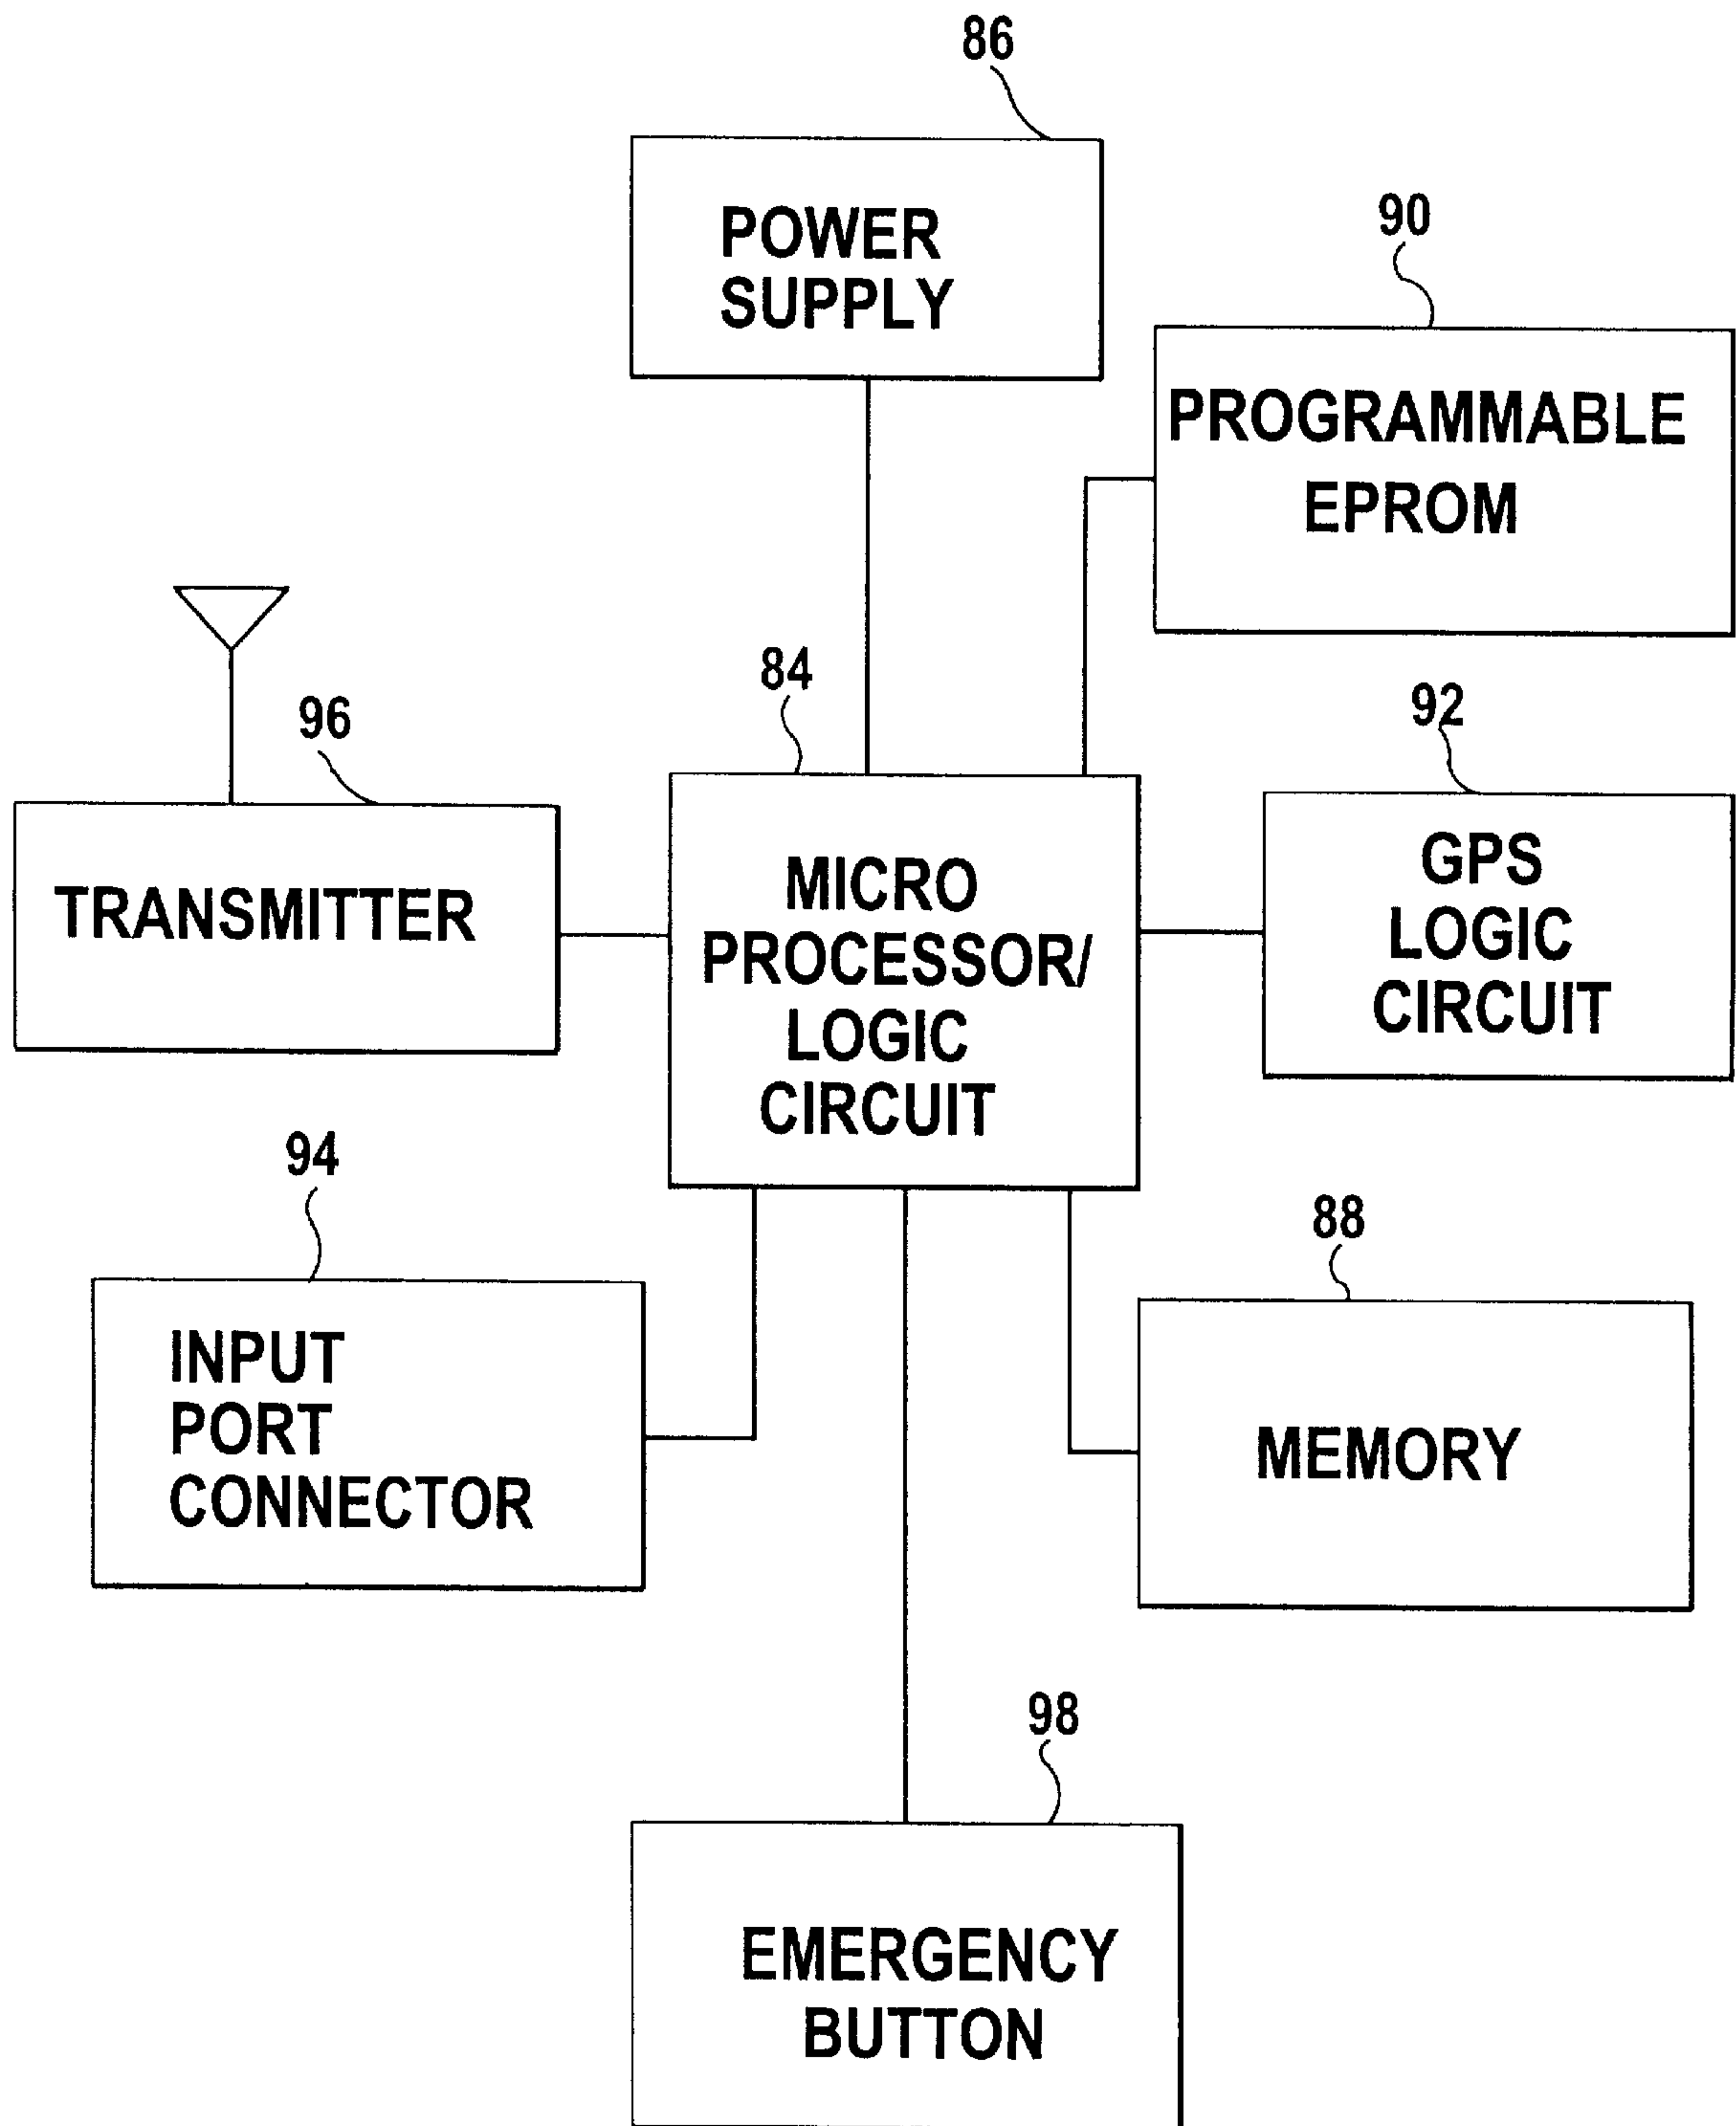 86
POWER
SUPPLY
90
PROGRAMMABLE
EPROM
84
96
92
TRANSMITTER
MICRO
PROCESSOR/
LOGIC
CIRCUIT
GPS
LOGIC
CIRCUIT
94
INPUT
PORT
CONNECTOR
88
MEMORY
98
EMERGENCY
BUTTON